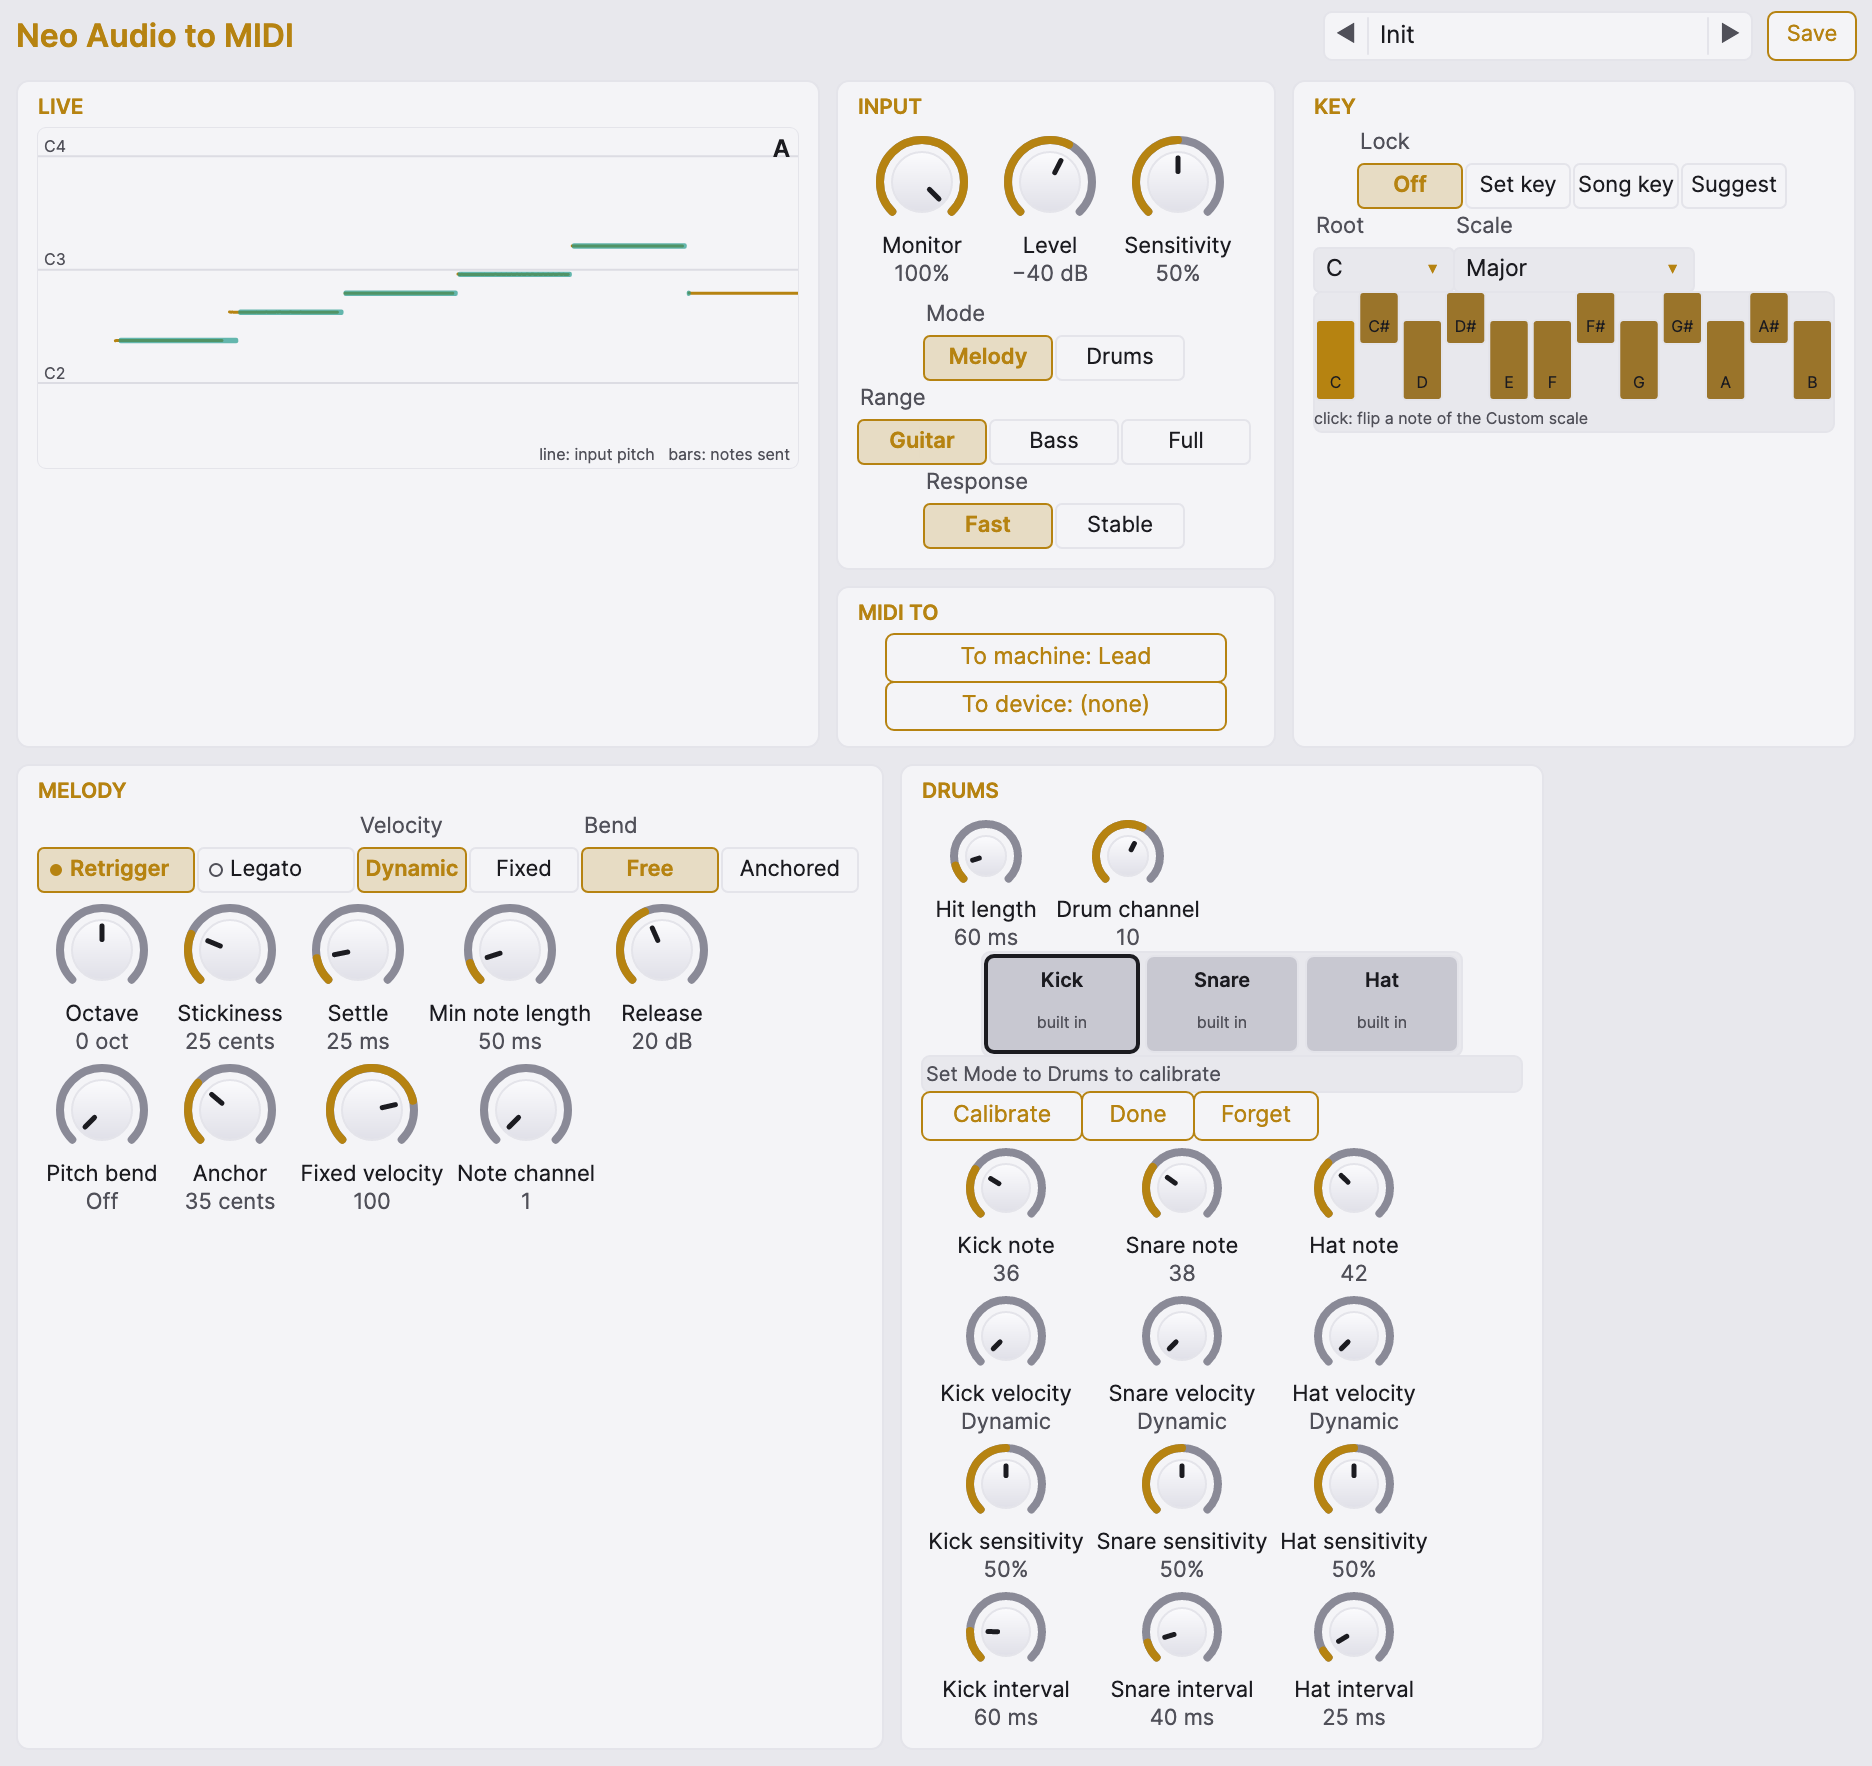 Neo Audio to MIDI
Init
Save
LIVE
C4
A
C3
C2
line: input pitch bars: notes sent
INPUT
Monitor Level Sensitivity
100% −40 dB 50%
Mode
Melody Drums
Range
Guitar Bass Full
Response
Fast Stable
MIDI TO
To machine: Lead
To device: (none)
KEY
Lock
Off Set key Song key Suggest
Root Scale
C Major
C# D# F# G# A#
C D E F G A B
click: flip a note of the Custom scale
MELODY
Velocity Bend
Retrigger Legato Dynamic Fixed Free Anchored
Octave Stickiness Settle Min note length Release
0 oct 25 cents 25 ms 50 ms 20 dB
Pitch bend Anchor Fixed velocity Note channel
Off 35 cents 100 1
DRUMS
Hit length Drum channel
60 ms 10
Kick Snare Hat
built in built in built in
Set Mode to Drums to calibrate
Calibrate Done Forget
Kick note Snare note Hat note
36 38 42
Kick velocity Snare velocity Hat velocity
Dynamic Dynamic Dynamic
Kick sensitivity Snare sensitivity Hat sensitivity
50% 50% 50%
Kick interval Snare interval Hat interval
60 ms 40 ms 25 ms